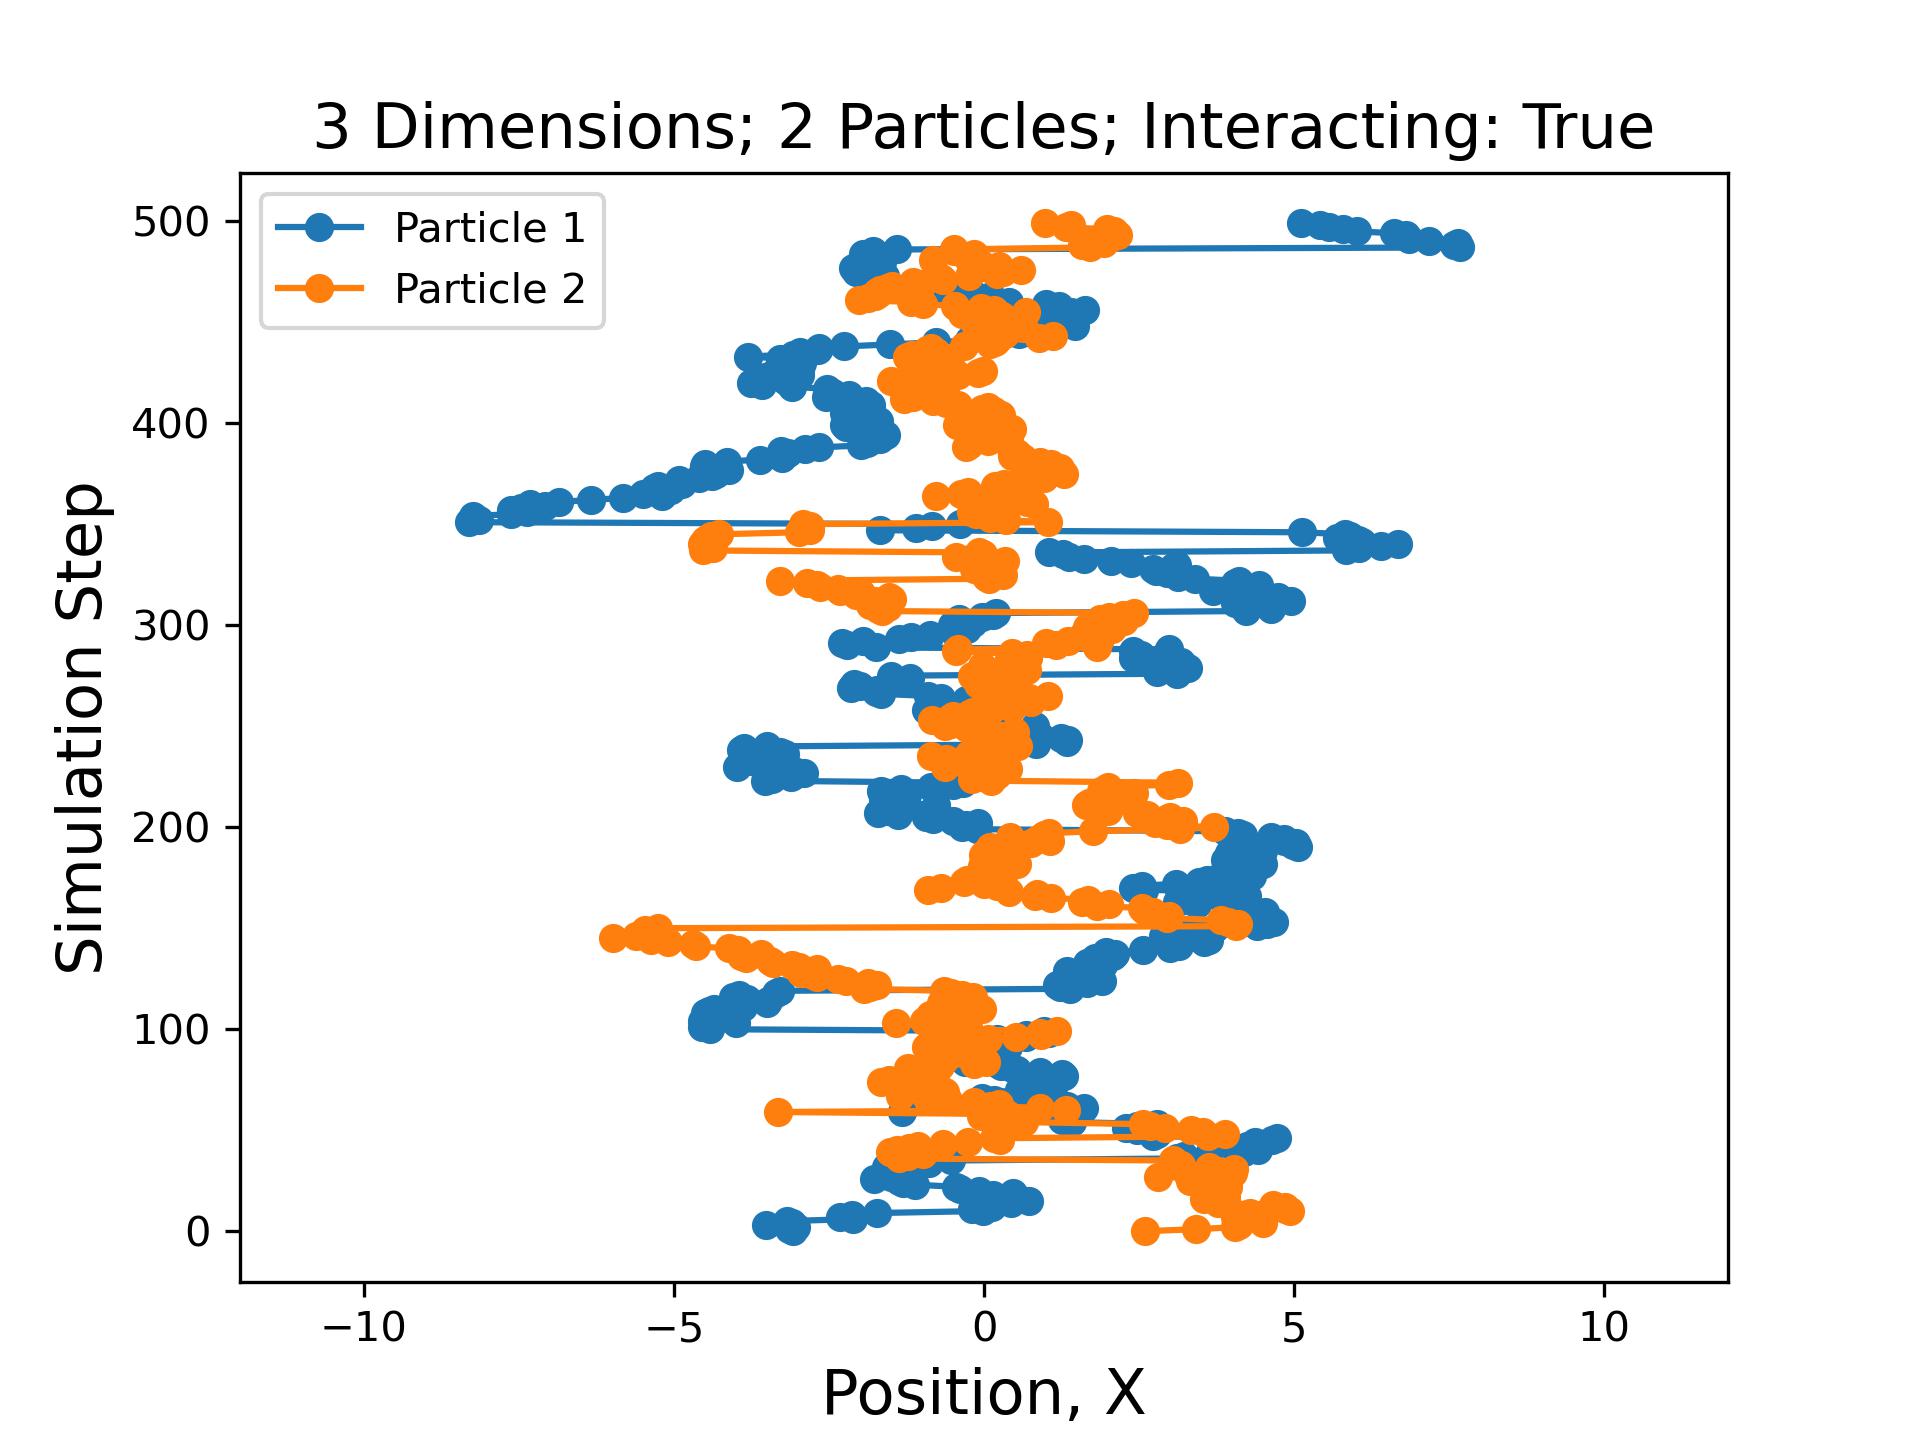 3 Dimensions; 2 Particles; Interacting: True
Particle 1
Particle 2
500
400
300
200
100
0
Simulation Step
−10
−5
0
5
10
Position, X